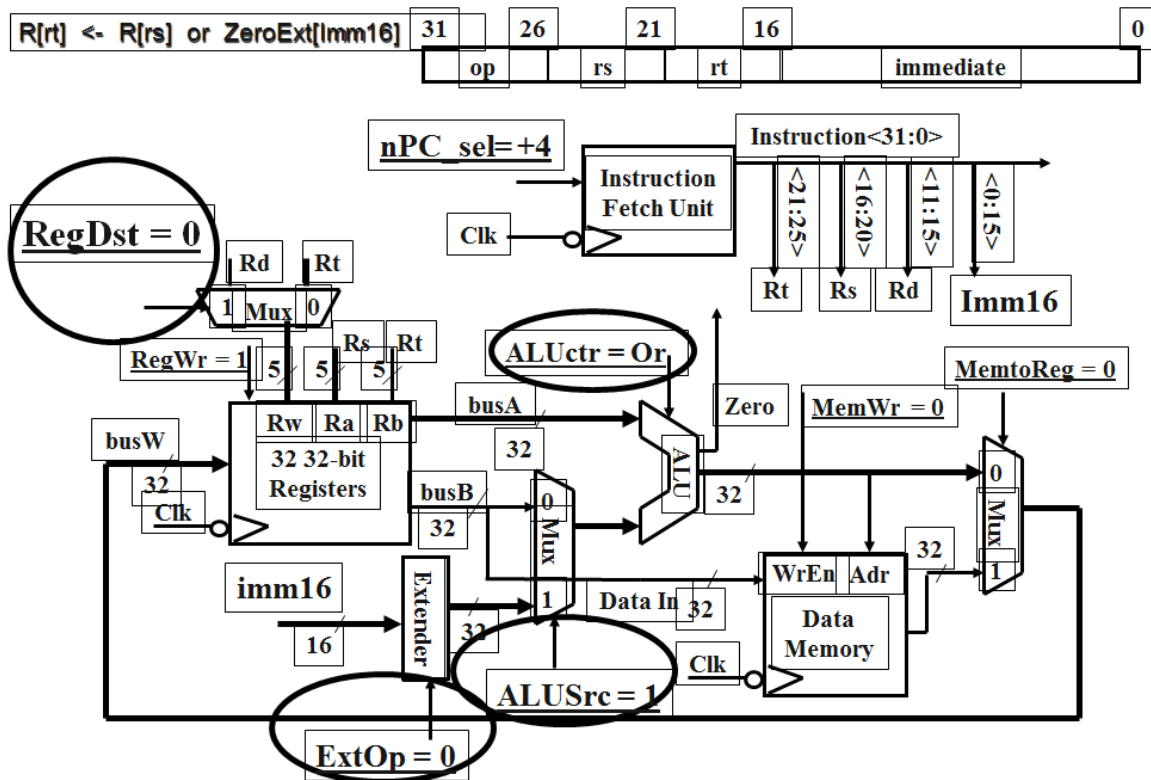 R[rt] <- R[rs] or ZeroExt[Imm16]
31 26 21 16 0
op rs rt immediate
nPC_sel= +4
Instruction<31:0>
Instruction
Fetch Unit
Clk
<21:25>
<16:20>
<11:15>
<0:15>
Rt Rs Rd Imm16
RegDst = 0
Rd Rt
1 Mux 0
RegWr = 1
5 5 5
Rs Rt
ALUctr = Or
Zero
MemWr = 0
MemtoReg = 0
busA
32
busW
32
Rw Ra Rb
32 32-bit
Registers
Clk
busB
32
0
Mux
1
ALU
32
0
Mux
1
imm16
16
Extender
32
Data In
32
WrEn Adr
32
Data
Memory
Clk
ALUSrc = 1
ExtOp = 0